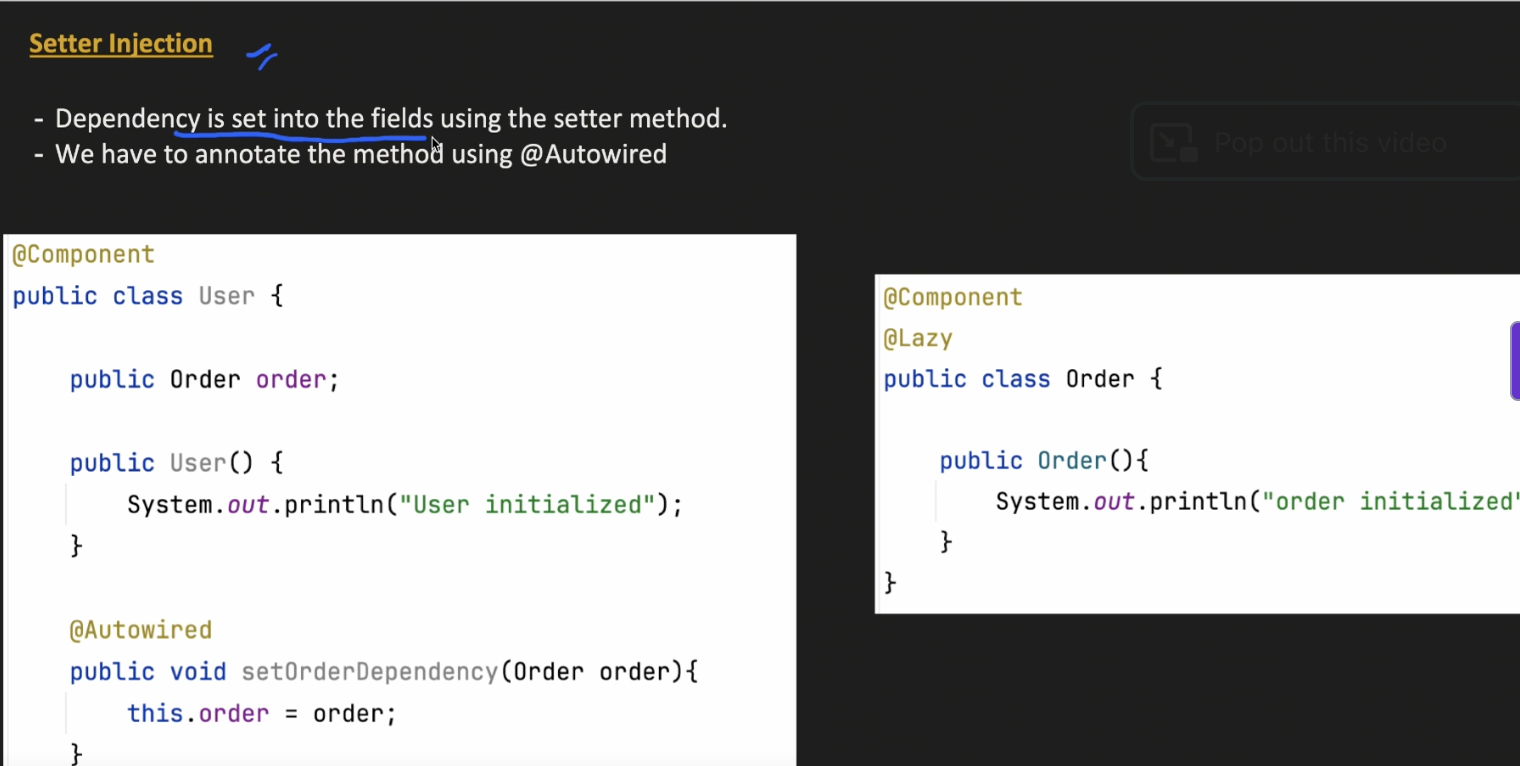 Setter Injection
- Dependency is set into the fields using the setter method.
- We have to annotate the method using @Autowired
Pop out this video
@Component
public class User {
public Order order;
public User() {
System.out.println("User initialized");
}
@Autowired
public void setOrderDependency(Order order){
this.order = order;
}
@Component
@Lazy
public class Order {
public Order(){
System.out.println("order initialized"
}
}